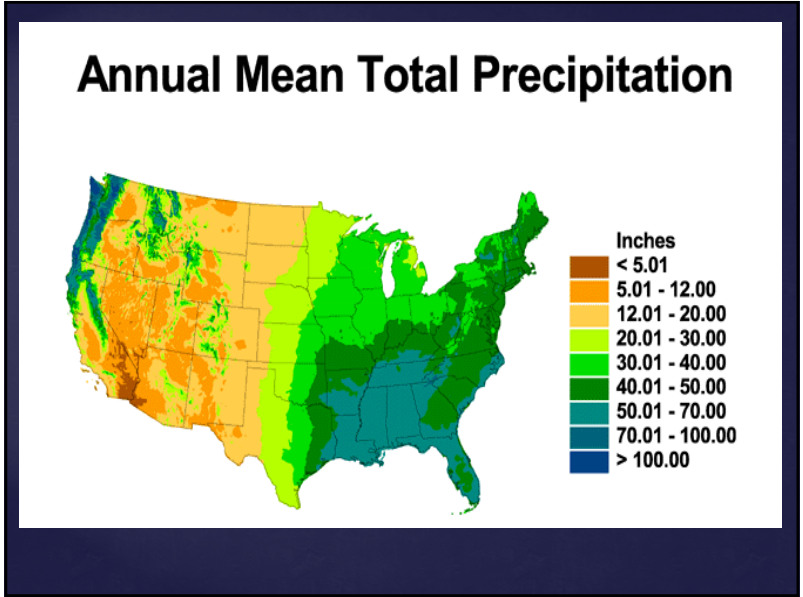 Annual Mean Total Precipitation
Inches
< 5.01
5.01 - 12.00
12.01 - 20.00
20.01 - 30.00
30.01 - 40.00
40.01 - 50.00
50.01 - 70.00
70.01 - 100.00
> 100.00